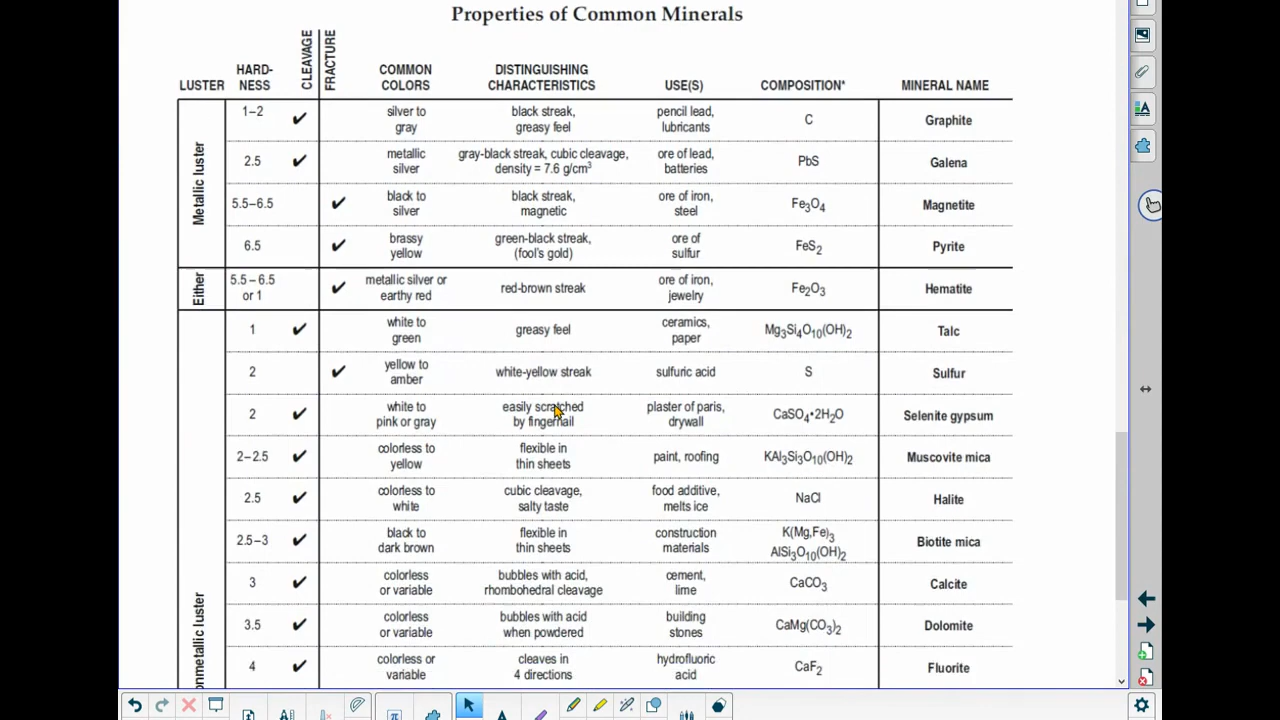 Properties of Common Minerals
LUSTER HARD-NESS CLEAVAGE FRACTURE COMMON COLORS DISTINGUISHING CHARACTERISTICS USE(S) COMPOSITION* MINERAL NAME
Metallic luster
1–2 ✔ silver to gray black streak, greasy feel pencil lead, lubricants C Graphite
2.5 ✔ metallic silver gray-black streak, cubic cleavage, density = 7.6 g/cm³ ore of lead, batteries PbS Galena
5.5–6.5 ✔ black to silver black streak, magnetic ore of iron, steel Fe₃O₄ Magnetite
6.5 ✔ brassy yellow green-black streak, (fool's gold) ore of sulfur FeS₂ Pyrite
Either
5.5 – 6.5 or 1 ✔ metallic silver or earthy red red-brown streak ore of iron, jewelry Fe₂O₃ Hematite
nmetallic luster
1 ✔ white to green greasy feel ceramics, paper Mg₃Si₄O₁₀(OH)₂ Talc
2 ✔ yellow to amber white-yellow streak sulfuric acid S Sulfur
2 ✔ white to pink or gray easily scratched by fingernail plaster of paris, drywall CaSO₄•2H₂O Selenite gypsum
2–2.5 ✔ colorless to yellow flexible in thin sheets paint, roofing KAl₃Si₃O₁₀(OH)₂ Muscovite mica
2.5 ✔ colorless to white cubic cleavage, salty taste food additive, melts ice NaCl Halite
2.5–3 ✔ black to dark brown flexible in thin sheets construction materials K(Mg,Fe)₃ AlSi₃O₁₀(OH)₂ Biotite mica
3 ✔ colorless or variable bubbles with acid, rhombohedral cleavage cement, lime CaCO₃ Calcite
3.5 ✔ colorless or variable bubbles with acid when powdered building stones CaMg(CO₃)₂ Dolomite
4 ✔ colorless or variable cleaves in 4 directions hydrofluoric acid CaF₂ Fluorite